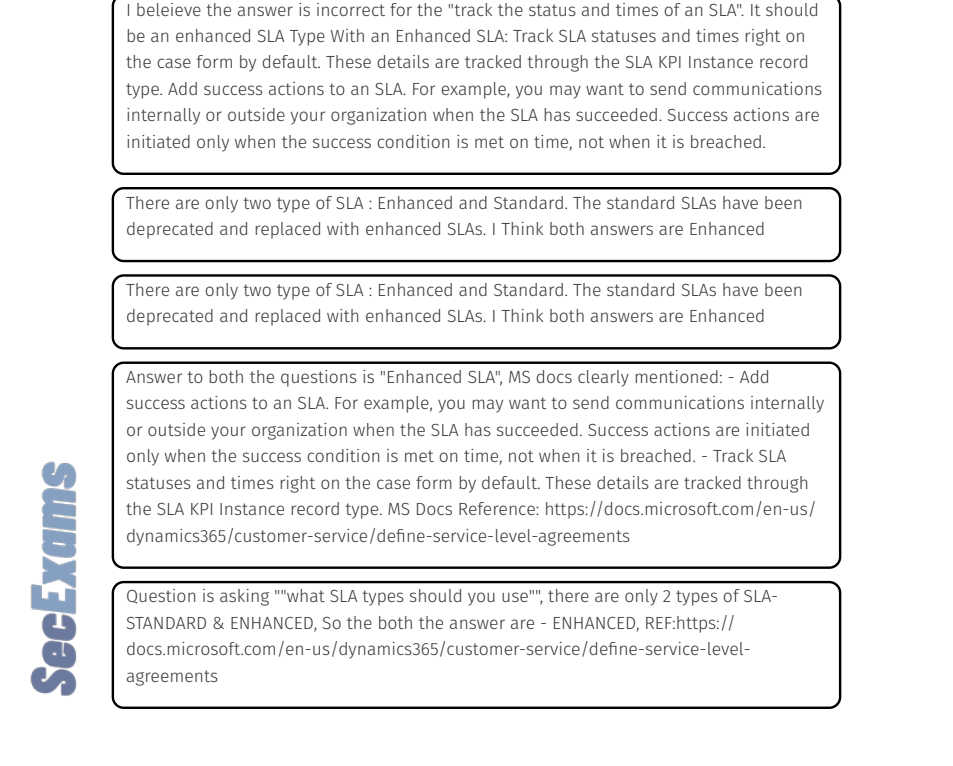 I beleieve the answer is incorrect for the "track the status and times of an SLA". It should
be an enhanced SLA Type With an Enhanced SLA: Track SLA statuses and times right on
the case form by default. These details are tracked through the SLA KPI Instance record
type. Add success actions to an SLA. For example, you may want to send communications
internally or outside your organization when the SLA has succeeded. Success actions are
initiated only when the success condition is met on time, not when it is breached.
There are only two type of SLA : Enhanced and Standard. The standard SLAs have been
deprecated and replaced with enhanced SLAs. I Think both answers are Enhanced
There are only two type of SLA : Enhanced and Standard. The standard SLAs have been
deprecated and replaced with enhanced SLAs. I Think both answers are Enhanced
Answer to both the questions is "Enhanced SLA", MS docs clearly mentioned: - Add
success actions to an SLA. For example, you may want to send communications internally
or outside your organization when the SLA has succeeded. Success actions are initiated
only when the success condition is met on time, not when it is breached. - Track SLA
statuses and times right on the case form by default. These details are tracked through
the SLA KPI Instance record type. MS Docs Reference: https://docs.microsoft.com/en-us/
dynamics365/customer-service/define-service-level-agreements
Question is asking ""what SLA types should you use"", there are only 2 types of SLA-
STANDARD & ENHANCED, So the both the answer are - ENHANCED, REF:https://
docs.microsoft.com/en-us/dynamics365/customer-service/define-service-level-
agreements
SecExams